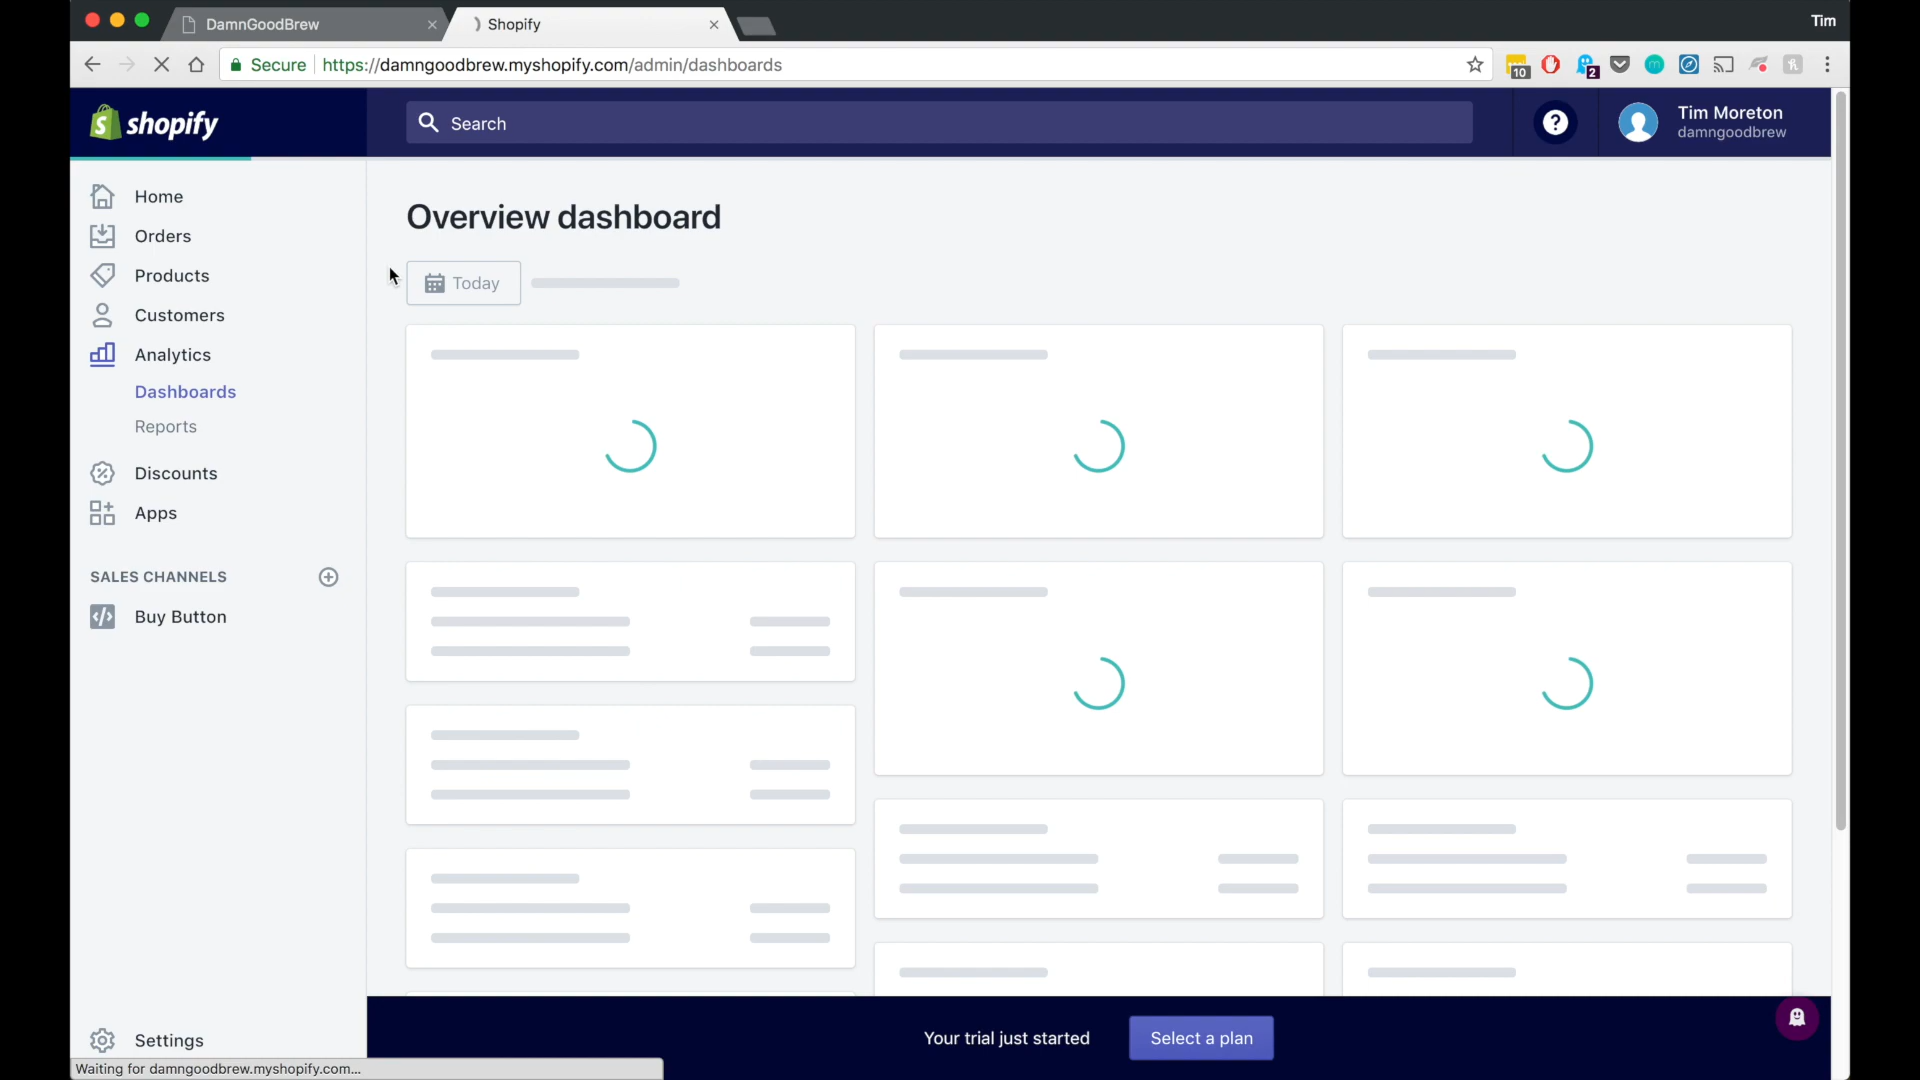 DamnGoodBrew
Shopify
Tim
Secure
https://damngoodbrew.myshopify.com/admin/dashboards
10
2
shopify
Search
?
Tim Moreton
damngoodbrew
Home
Orders
Products
Customers
Analytics
Dashboards
Reports
Discounts
Apps
SALES CHANNELS
Buy Button
Settings
Overview dashboard
Today
Your trial just started
Select a plan
Waiting for damngoodbrew.myshopify.com...